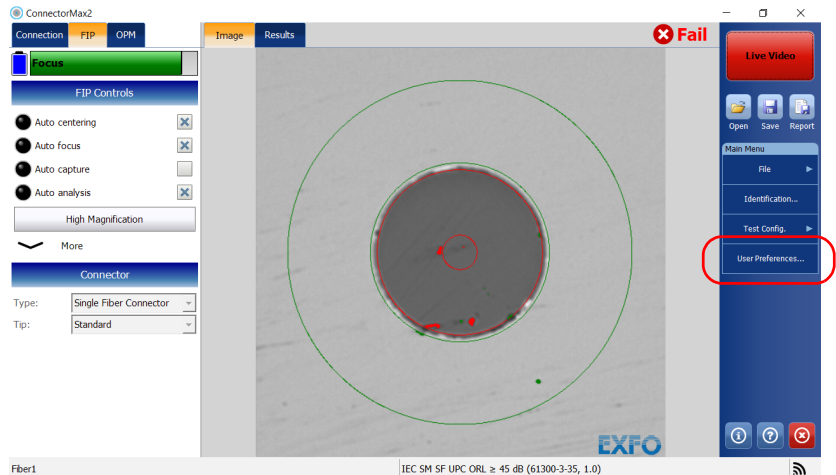 ConnectorMax2
Connection FIP OPM
Focus
FIP Controls
Auto centering
Auto focus
Auto capture
Auto analysis
High Magnification
More
Connector
Type: Single Fiber Connector
Tip: Standard
Image Results
Fail
EXFO
Live Video
Open Save Report
Main Menu
File
Identification...
Test Config.
User Preferences...
Fiber1
IEC SM SF UPC ORL ≥ 45 dB (61300-3-35, 1.0)